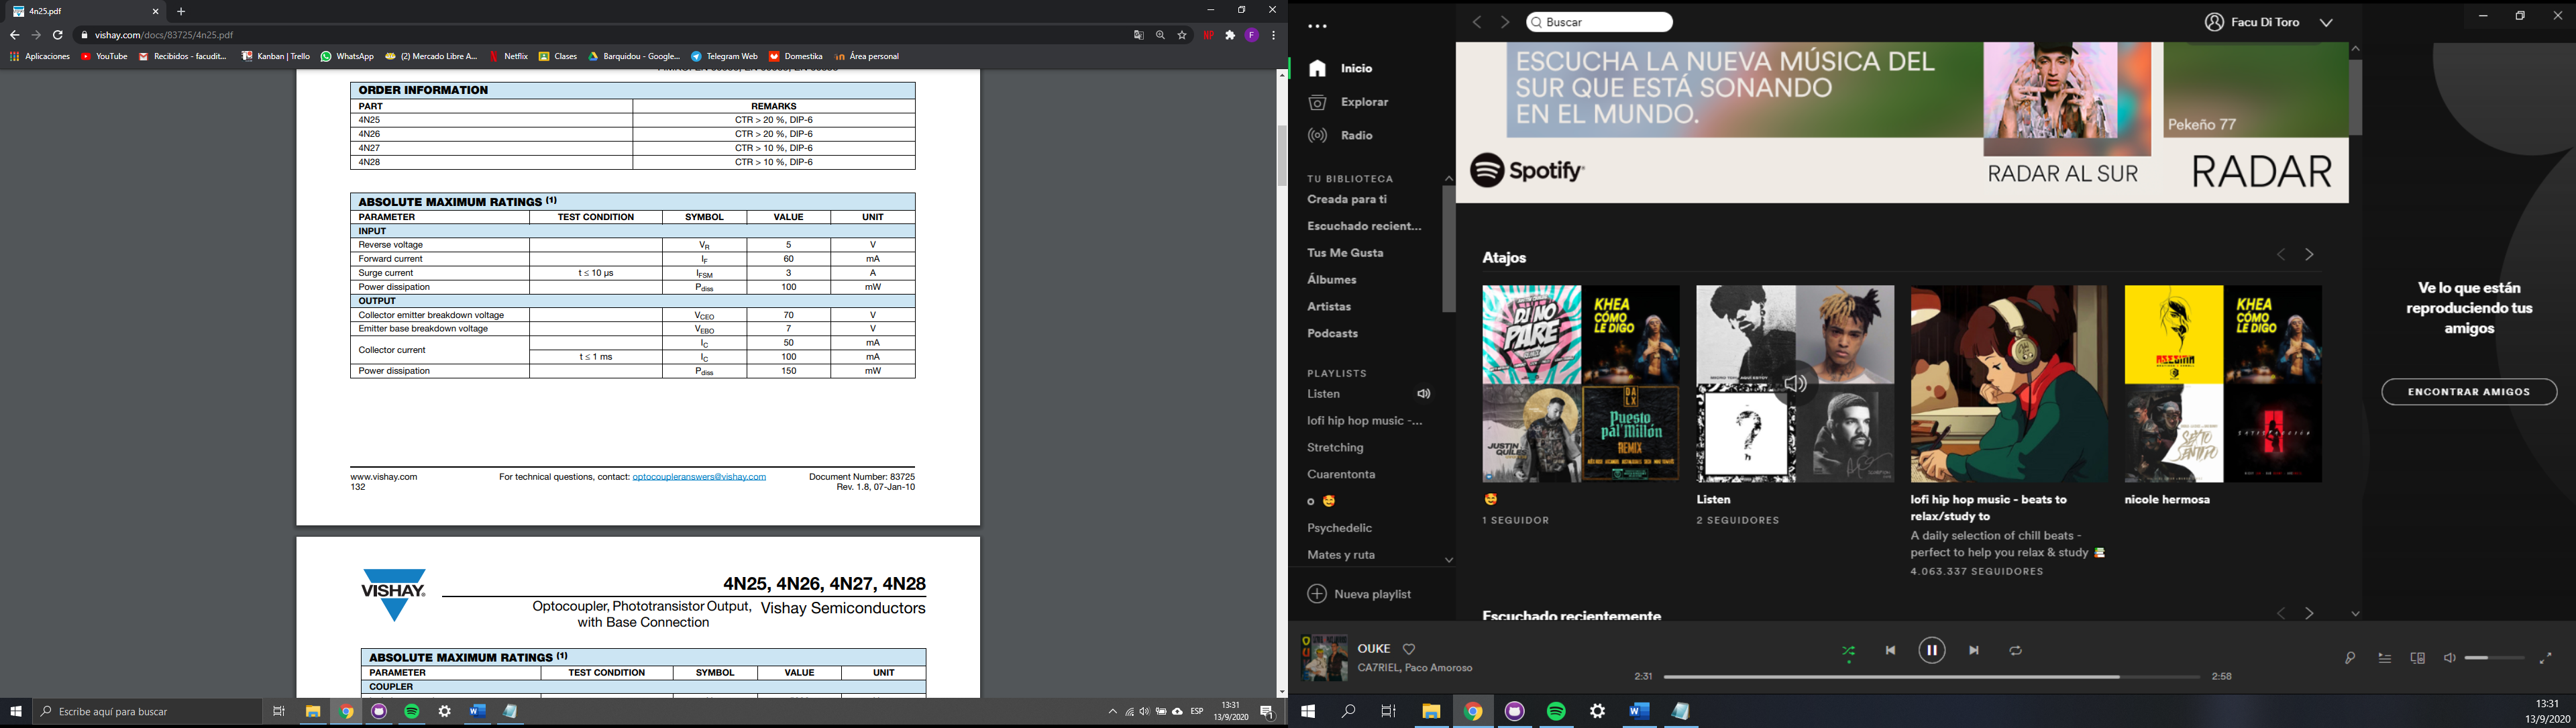 4n25.pdf
vishay.com/docs/83725/4n25.pdf
Aplicaciones YouTube Recibidos - facudit... Kanban | Trello WhatsApp (2) Mercado Libre A... Netflix Clases Barquidou - Google... Telegram Web Domestika Área personal
ORDER INFORMATION
PART REMARKS
4N25 CTR > 20 %, DIP-6
4N26 CTR > 20 %, DIP-6
4N27 CTR > 10 %, DIP-6
4N28 CTR > 10 %, DIP-6
ABSOLUTE MAXIMUM RATINGS (1)
PARAMETER TEST CONDITION SYMBOL VALUE UNIT
INPUT
Reverse voltage VR 5 V
Forward current IF 60 mA
Surge current t ≤ 10 μs IFSM 3 A
Power dissipation Pdiss 100 mW
OUTPUT
Collector emitter breakdown voltage VCEO 70 V
Emitter base breakdown voltage VEBO 7 V
Collector current IC 50 mA
t ≤ 1 ms IC 100 mA
Power dissipation Pdiss 150 mW
www.vishay.com For technical questions, contact: optocoupleranswers@vishay.com Document Number: 83725
132 Rev. 1.8, 07-Jan-10
VISHAY.
4N25, 4N26, 4N27, 4N28
Optocoupler, Phototransistor Output, Vishay Semiconductors
with Base Connection
ABSOLUTE MAXIMUM RATINGS (1)
PARAMETER TEST CONDITION SYMBOL VALUE UNIT
COUPLER
Escribe aquí para buscar
ESP
13:31
13/9/2020
Buscar
Facu Di Toro
Inicio
Explorar
Radio
TU BIBLIOTECA
Creada para ti
Escuchado recient...
Tus Me Gusta
Álbumes
Artistas
Podcasts
PLAYLISTS
Listen
lofi hip hop music -...
Stretching
Cuarentonta
o 🥰
Psychedelic
Mates y ruta
Nueva playlist
ESCUCHA LA NUEVA MÚSICA DEL
SUR QUE ESTÁ SONANDO
EN EL MUNDO.
Pekeño 77
Spotify
RADAR AL SUR
RADAR
Atajos
DJ NO
PARE
REMIX
KHEA
CÓMO
LE DIGO
JUSTIN
QUILES
DALX
Puesto
pal' Millón
REMIX
?
ASESINA
KHEA
CÓMO
LE DIGO
SEXTO
SENTIDO
🥰
1 SEGUIDOR
Listen
2 SEGUIDORES
lofi hip hop music - beats to
relax/study to
A daily selection of chill beats -
perfect to help you relax & study 📚
4.063.337 SEGUIDORES
nicole hermosa
Escuchado recientemente
Ve lo que están
reproduciendo tus
amigos
ENCONTRAR AMIGOS
OUKE
CA7RIEL, Paco Amoroso
2:31
2:58
13:31
13/9/2020